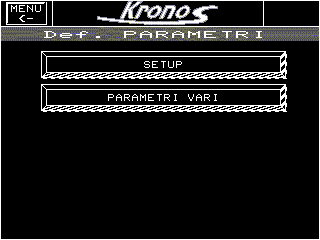 MENU
<-
Kronos
Def. PARAMETRI
SETUP
PARAMETRI VARI